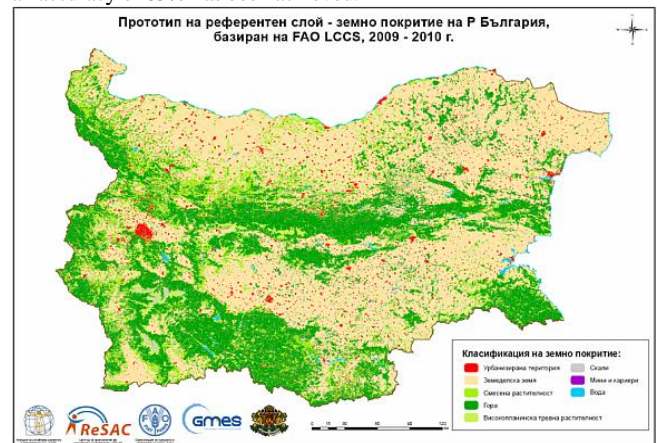 Прототип на референтен слой - земно покритие на Р България,
базиран на FAO LCCS, 2009 - 2010 г.
Класификация на земно покритие:
Урбанизирана територия
Земеделска земя
Смесена растителност
Гора
Високопланинска тревна растителност
Скали
Мини и кариери
Вода
ReSAC
FAO
Gmes